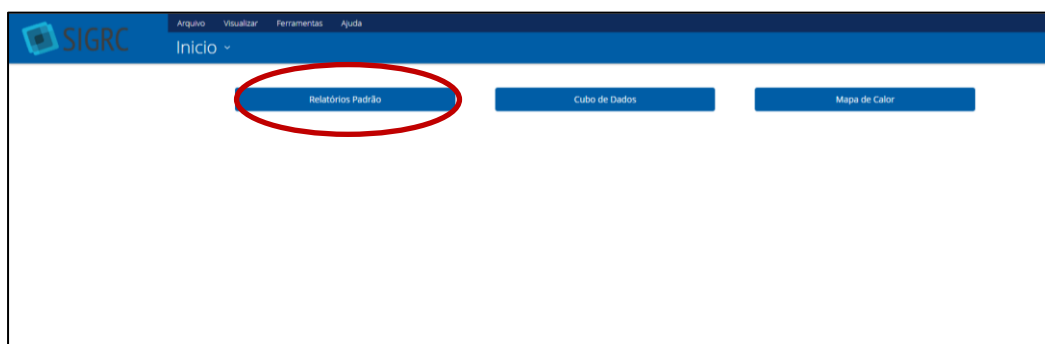 SIGRC
Arquivo Visualizar Ferramentas Ajuda
Inicio
Relatórios Padrão Cubo de Dados Mapa de Calor